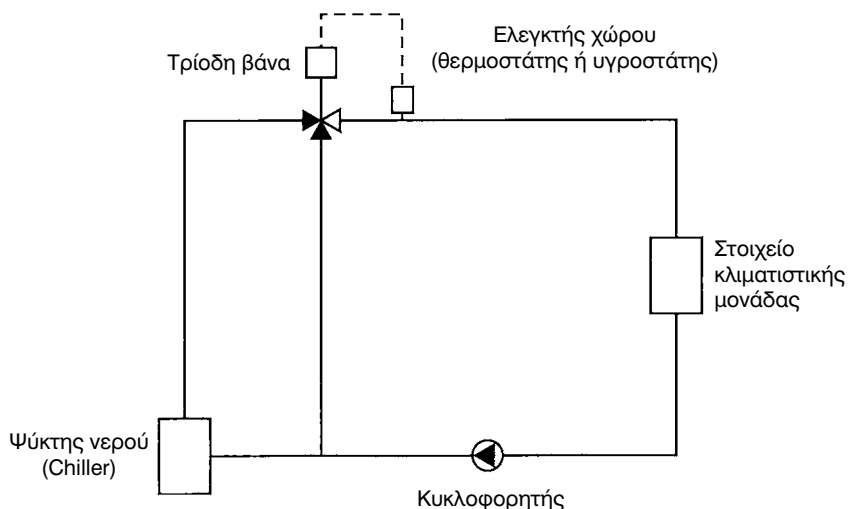 Τρίοδη βάνα
Ελεγκτής χώρου
(θερμοστάτης ή υγροστάτης)
Στοιχείο
κλιματιστικής
μονάδας
Ψύκτης νερού
(Chiller)
Κυκλοφορητής